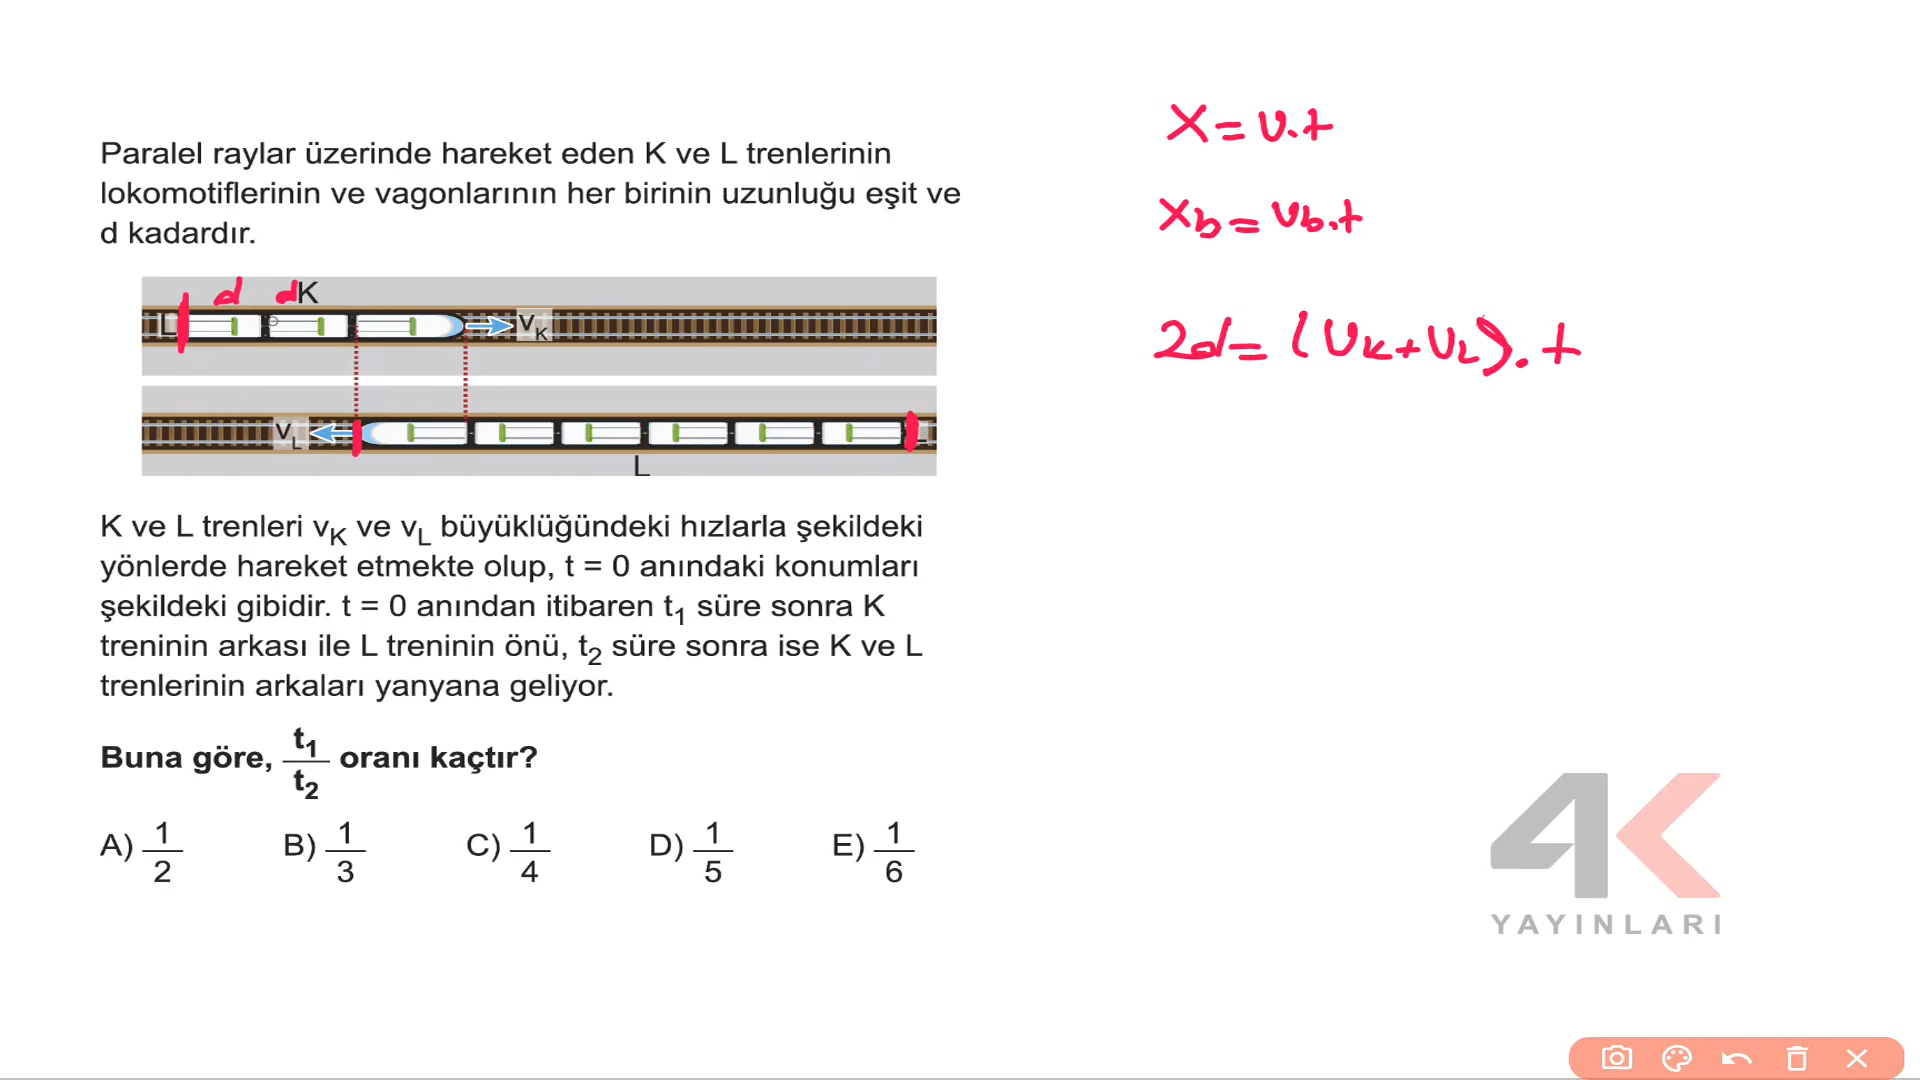 Paralel raylar üzerinde hareket eden K ve L trenlerinin
lokomotiflerinin ve vagonlarının her birinin uzunluğu eşit ve
d kadardır.
d d K
L vK
vL
L
K ve L trenleri vK ve vL büyüklüğündeki hızlarla şekildeki
yönlerde hareket etmekte olup, t = 0 anındaki konumları
şekildeki gibidir. t = 0 anından itibaren t1 süre sonra K
treninin arkası ile L treninin önü, t2 süre sonra ise K ve L
trenlerinin arkaları yanyana geliyor.
Buna göre, t1/t2 oranı kaçtır?
A) 1/2 B) 1/3 C) 1/4 D) 1/5 E) 1/6
x = v.t
xb = vb.t
2d = (vK + vL). t
4K
YAYINLARI